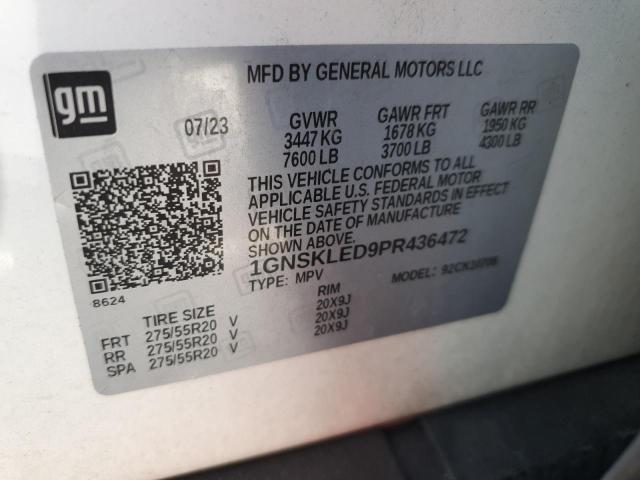 gm
MFD BY GENERAL MOTORS LLC
07/23
GVWR GAWR FRT GAWR RR
3447 KG 1678 KG 1950 KG
7600 LB 3700 LB 4300 LB
THIS VEHICLE CONFORMS TO ALL
APPLICABLE U.S. FEDERAL MOTOR
VEHICLE SAFETY STANDARDS IN EFFECT
ON THE DATE OF MANUFACTURE
SHOWN ABOVE.
1GNSKLED9PR436472
TYPE: MPV MODEL: 92CK10706
8624
TIRE SIZE RIM
FRT 275/55R20 V 20X9J
RR 275/55R20 V 20X9J
SPA 275/55R20 V 20X9J